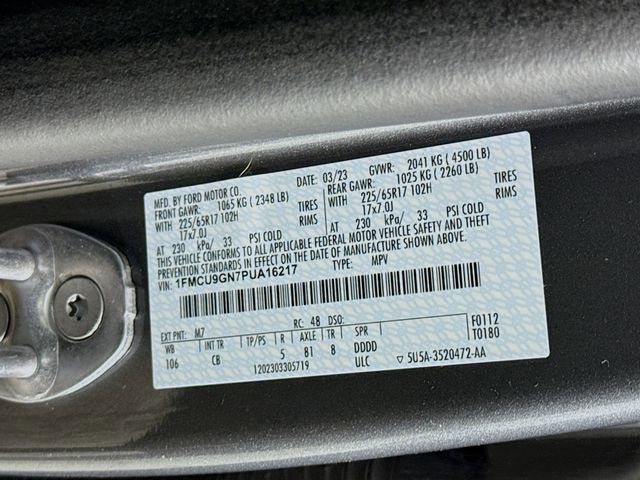 MFD. BY FORD MOTOR CO.
DATE: 03/23 GVWR: 2041 KG ( 4500 LB)
FRONT GAWR: 1065 KG ( 2348 LB) REAR GAWR: 1025 KG ( 2260 LB)
WITH 225/65R17 102H TIRES WITH 225/65R17 102H TIRES
17x7.0J RIMS 17x7.0J RIMS
AT 230 kPa/ 33 PSI COLD AT 230 kPa/ 33 PSI COLD
THIS VEHICLE CONFORMS TO ALL APPLICABLE FEDERAL MOTOR VEHICLE SAFETY AND THEFT
PREVENTION STANDARDS IN EFFECT ON THE DATE OF MANUFACTURE SHOWN ABOVE.
VIN: 1FMCU9GN7PUA16217 TYPE: MPV
EXT PNT: M7 RC: 48 DSO: F0112
WB INT TR TP/PS R AXLE TR SPR T0180
106 CB 5 81 8 DDDD
1202303305719 ULC 5U5A-3520472-AA